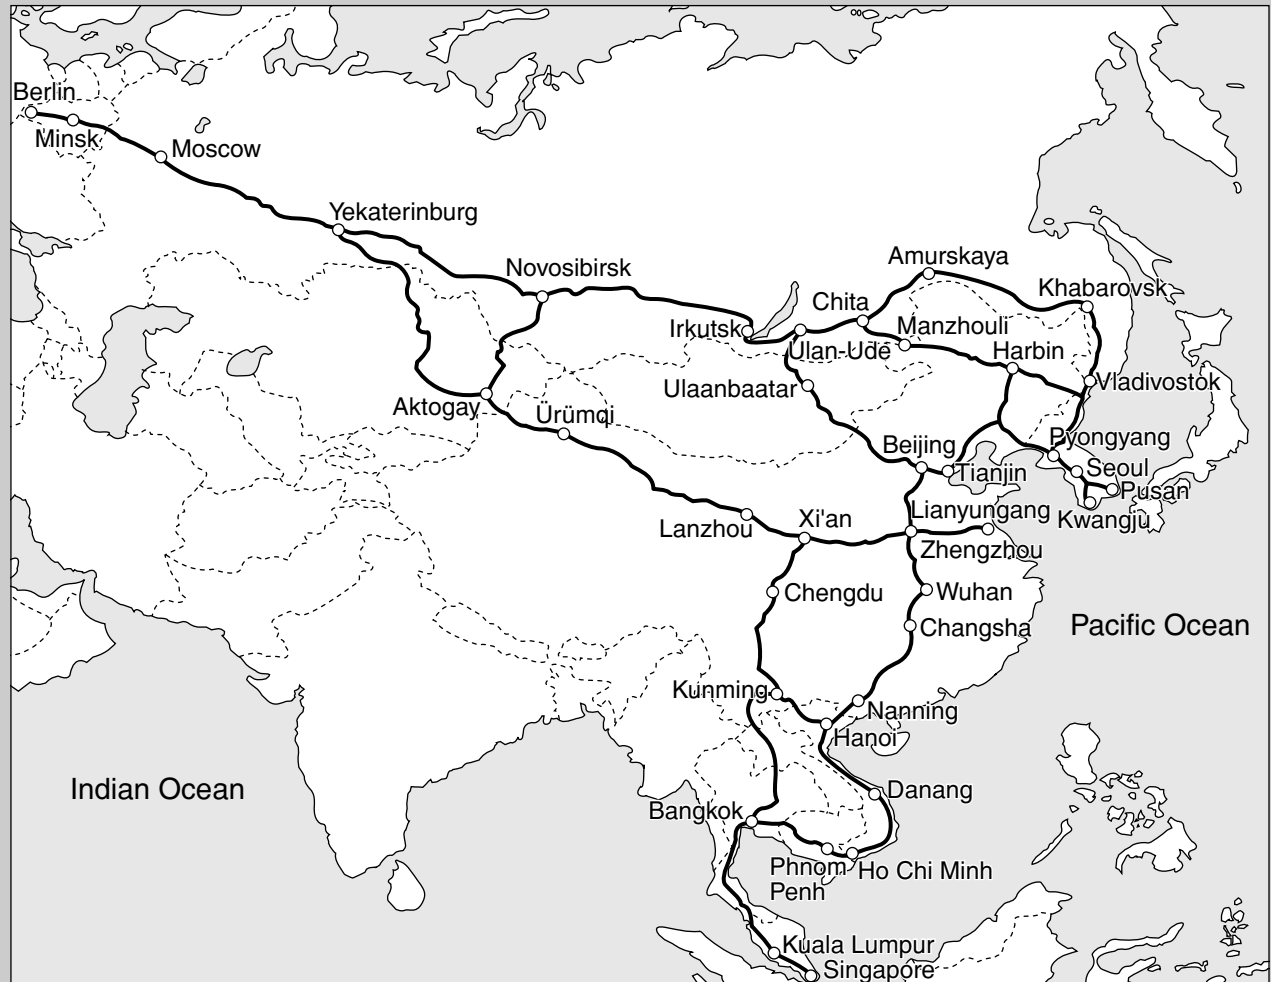 Berlin
Minsk
Moscow
Yekaterinburg
Novosibirsk
Amurskaya
Khabarovsk
Chita
Irkutsk
Manzhouli
Ulan-Ude
Harbin
Ulaanbaatar
Vladivostok
Aktogay
Ürümqi
Beijing
Pyongyang
Tianjin
Seoul
Pusan
Kwangju
Lanzhou
Xi'an
Lianyungang
Zhengzhou
Chengdu
Wuhan
Changsha
Pacific Ocean
Kunming
Nanning
Hanoi
Indian Ocean
Danang
Bangkok
Phnom
Penh
Ho Chi Minh
Kuala Lumpur
Singapore